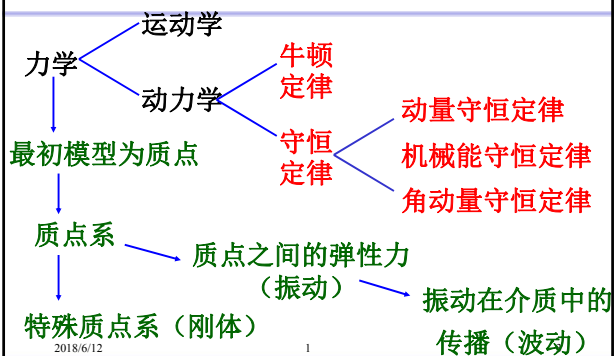 运动学
力学
动力学
牛顿
定律
守恒
定律
动量守恒定律
机械能守恒定律
角动量守恒定律
最初模型为质点
质点系
质点之间的弹性力
（振动）
振动在介质中的
传播（波动）
特殊质点系（刚体）
2018/6/12
1